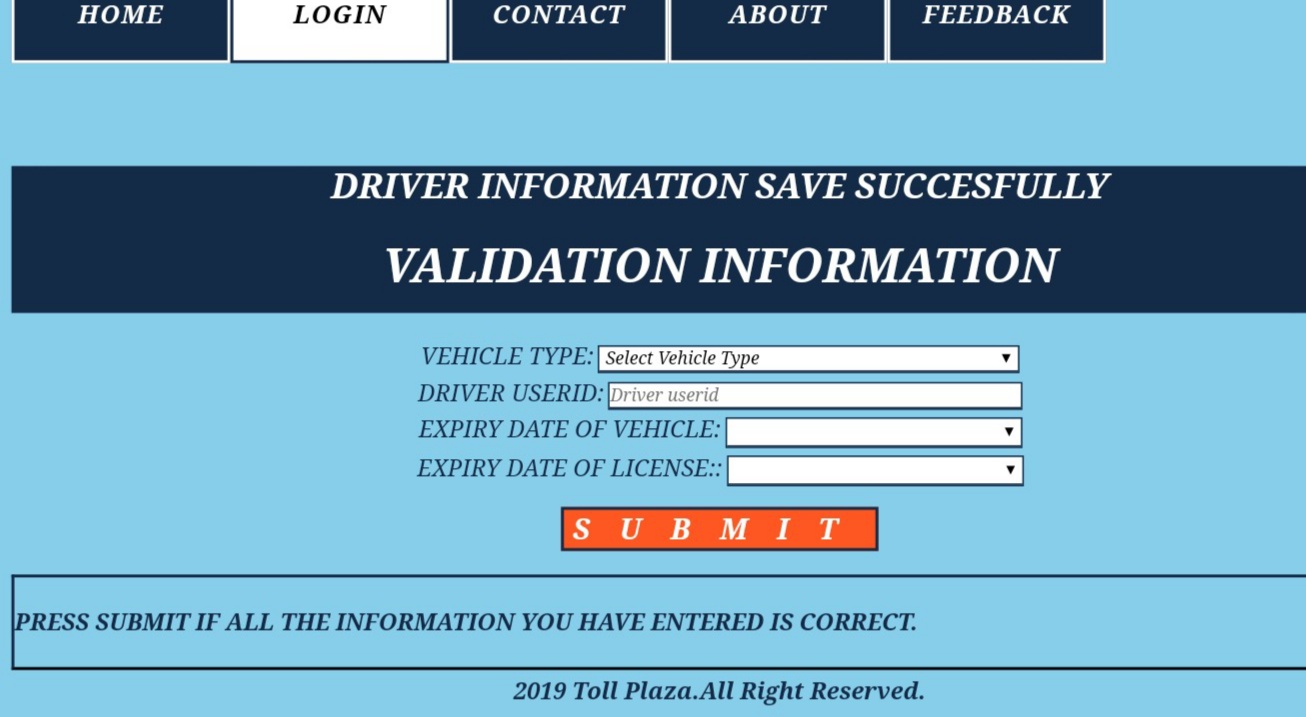 HOME LOGIN CONTACT ABOUT FEEDBACK
DRIVER INFORMATION SAVE SUCCESFULLY
VALIDATION INFORMATION
VEHICLE TYPE: Select Vehicle Type
DRIVER USERID: Driver userid
EXPIRY DATE OF VEHICLE:
EXPIRY DATE OF LICENSE::
S U B M I T
PRESS SUBMIT IF ALL THE INFORMATION YOU HAVE ENTERED IS CORRECT.
2019 Toll Plaza.All Right Reserved.